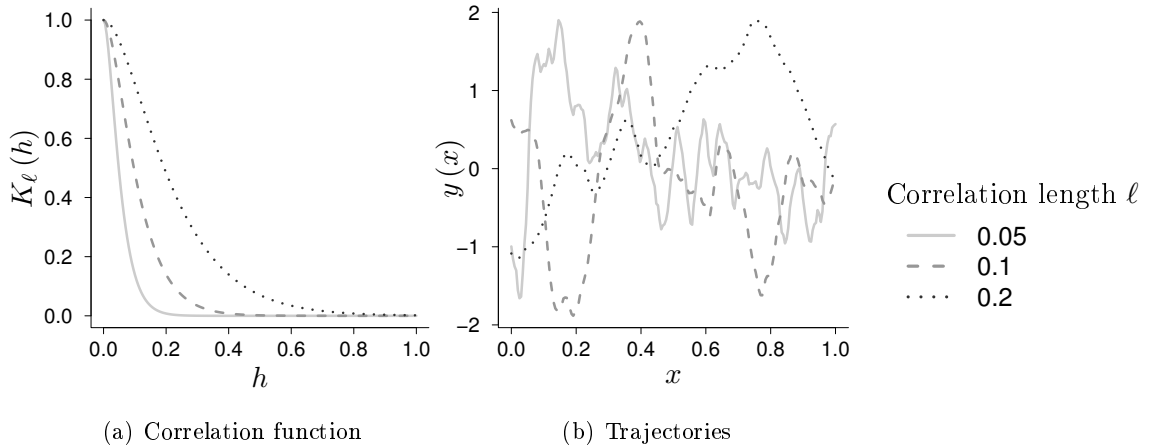 1.0
0.8
0.6
0.4
0.2
0.0
K_ℓ (h)
0.0 0.2 0.4 0.6 0.8 1.0
h
(a) Correlation function
2
1
0
−1
−2
y (x)
0.0 0.2 0.4 0.6 0.8 1.0
x
(b) Trajectories
Correlation length ℓ
0.05
0.1
0.2